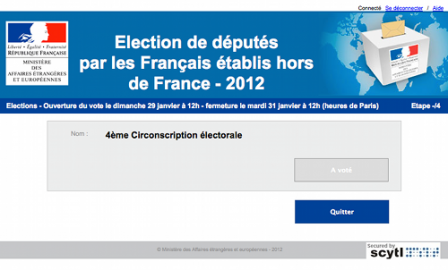 Connecté Se déconnecter / Aide
Liberté • Égalité • Fraternité
RÉPUBLIQUE FRANÇAISE
MINISTÈRE
DES
AFFAIRES ÉTRANGÈRES
ET EUROPÉENNES
Election de députés
par les Français établis hors
de France - 2012
Elections - Ouverture du vote le dimanche 29 janvier à 12h - fermeture le mardi 31 janvier à 12h (heures de Paris)
Etape -/4
Nom :
4ème Circonscription électorale
A voté
Quitter
© Ministère des Affaires étrangères et européennes - 2012
Secured by
scytl